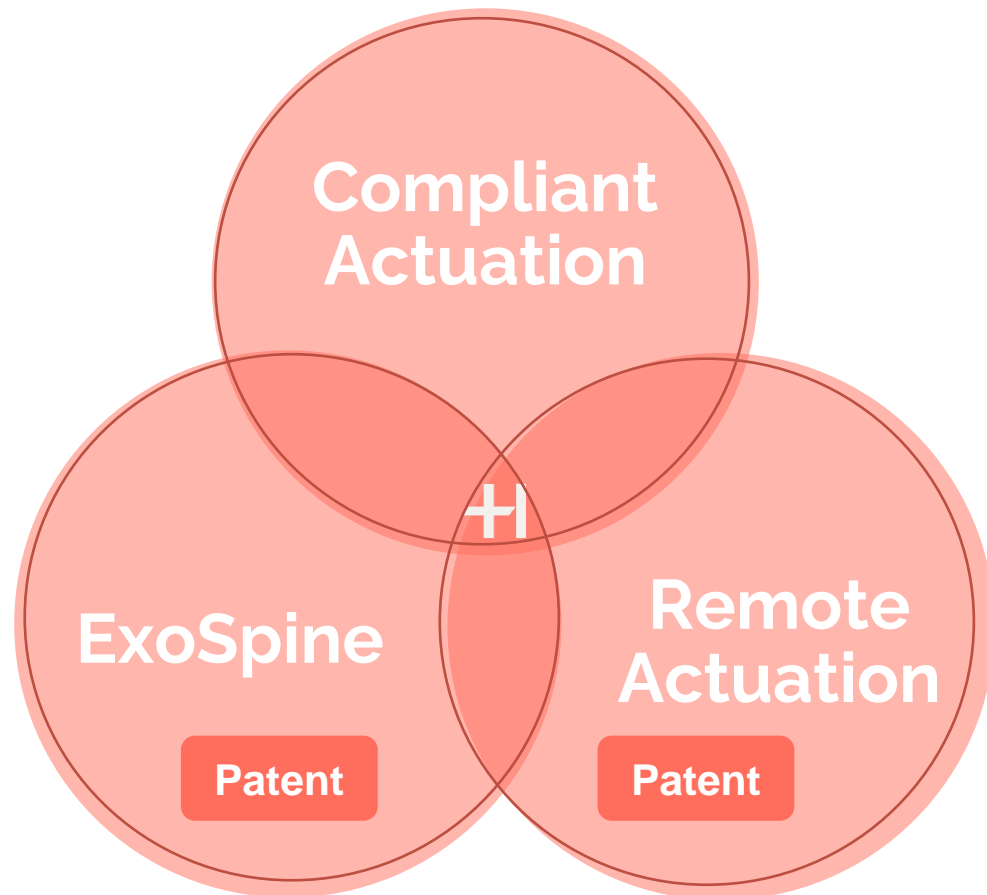 Compliant
Actuation
ExoSpine
Patent
Remote
Actuation
Patent